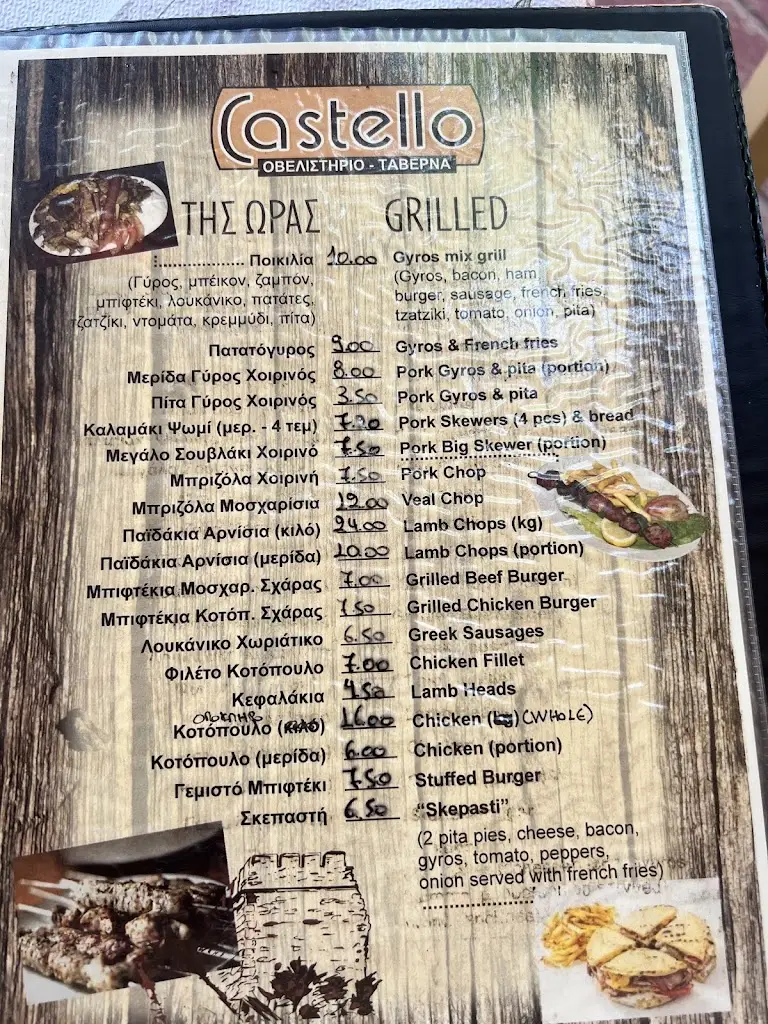 Castello
ΟΒΕΛΙΣΤΗΡΙΟ - ΤΑΒΕΡΝΑ
ΤΗΣ ΩΡΑΣ GRILLED
Ποικιλία 10.00 Gyros mix grill
(Γύρος, μπέικον, ζαμπόν, (Gyros, bacon, ham
μπιφτέκι, λουκάνικο, πατάτες, burger, sausage, french fries,
τζατζίκι, ντομάτα, κρεμμύδι, πίτα) tzatziki, tomato, onion, pita)
Πατατόγυρος 9.00 Gyros & French fries
Μερίδα Γύρος Χοιρινός 8.00 Pork Gyros & pita (portion)
Πίτα Γύρος Χοιρινός 3.50 Pork Gyros & pita
Καλαμάκι Ψωμί (μερ. - 4 τεμ) 7.20 Pork Skewers (4 pcs) & bread
Μεγάλο Σουβλάκι Χοιρινό 7.50 Pork Big Skewer (portion)
Μπριζόλα Χοιρινή 7.50 Pork Chop
Μπριζόλα Μοσχαρίσια 12.00 Veal Chop
Παϊδάκια Αρνίσια (κιλό) 24.00 Lamb Chops (kg)
Παϊδάκια Αρνίσια (μερίδα) 10.00 Lamb Chops (portion)
Μπιφτέκια Μοσχαρ. Σχάρας 7.00 Grilled Beef Burger
Μπιφτέκια Κοτόπ. Σχάρας 7.50 Grilled Chicken Burger
Λουκάνικο Χωριάτικο 6.50 Greek Sausages
Φιλέτο Κοτόπουλο 7.00 Chicken Fillet
Κεφαλάκια 4.50 Lamb Heads
ολοκληρο
Κοτόπουλο (κιλό) 16.00 Chicken (kg) (WHOLE)
Κοτόπουλο (μερίδα) 6.00 Chicken (portion)
Γεμιστό Μπιφτέκι 7.50 Stuffed Burger
Σκεπαστή 6.50 "Skepasti"
(2 pita pies, cheese, bacon,
gyros, tomato, peppers,
onion served with french fries)